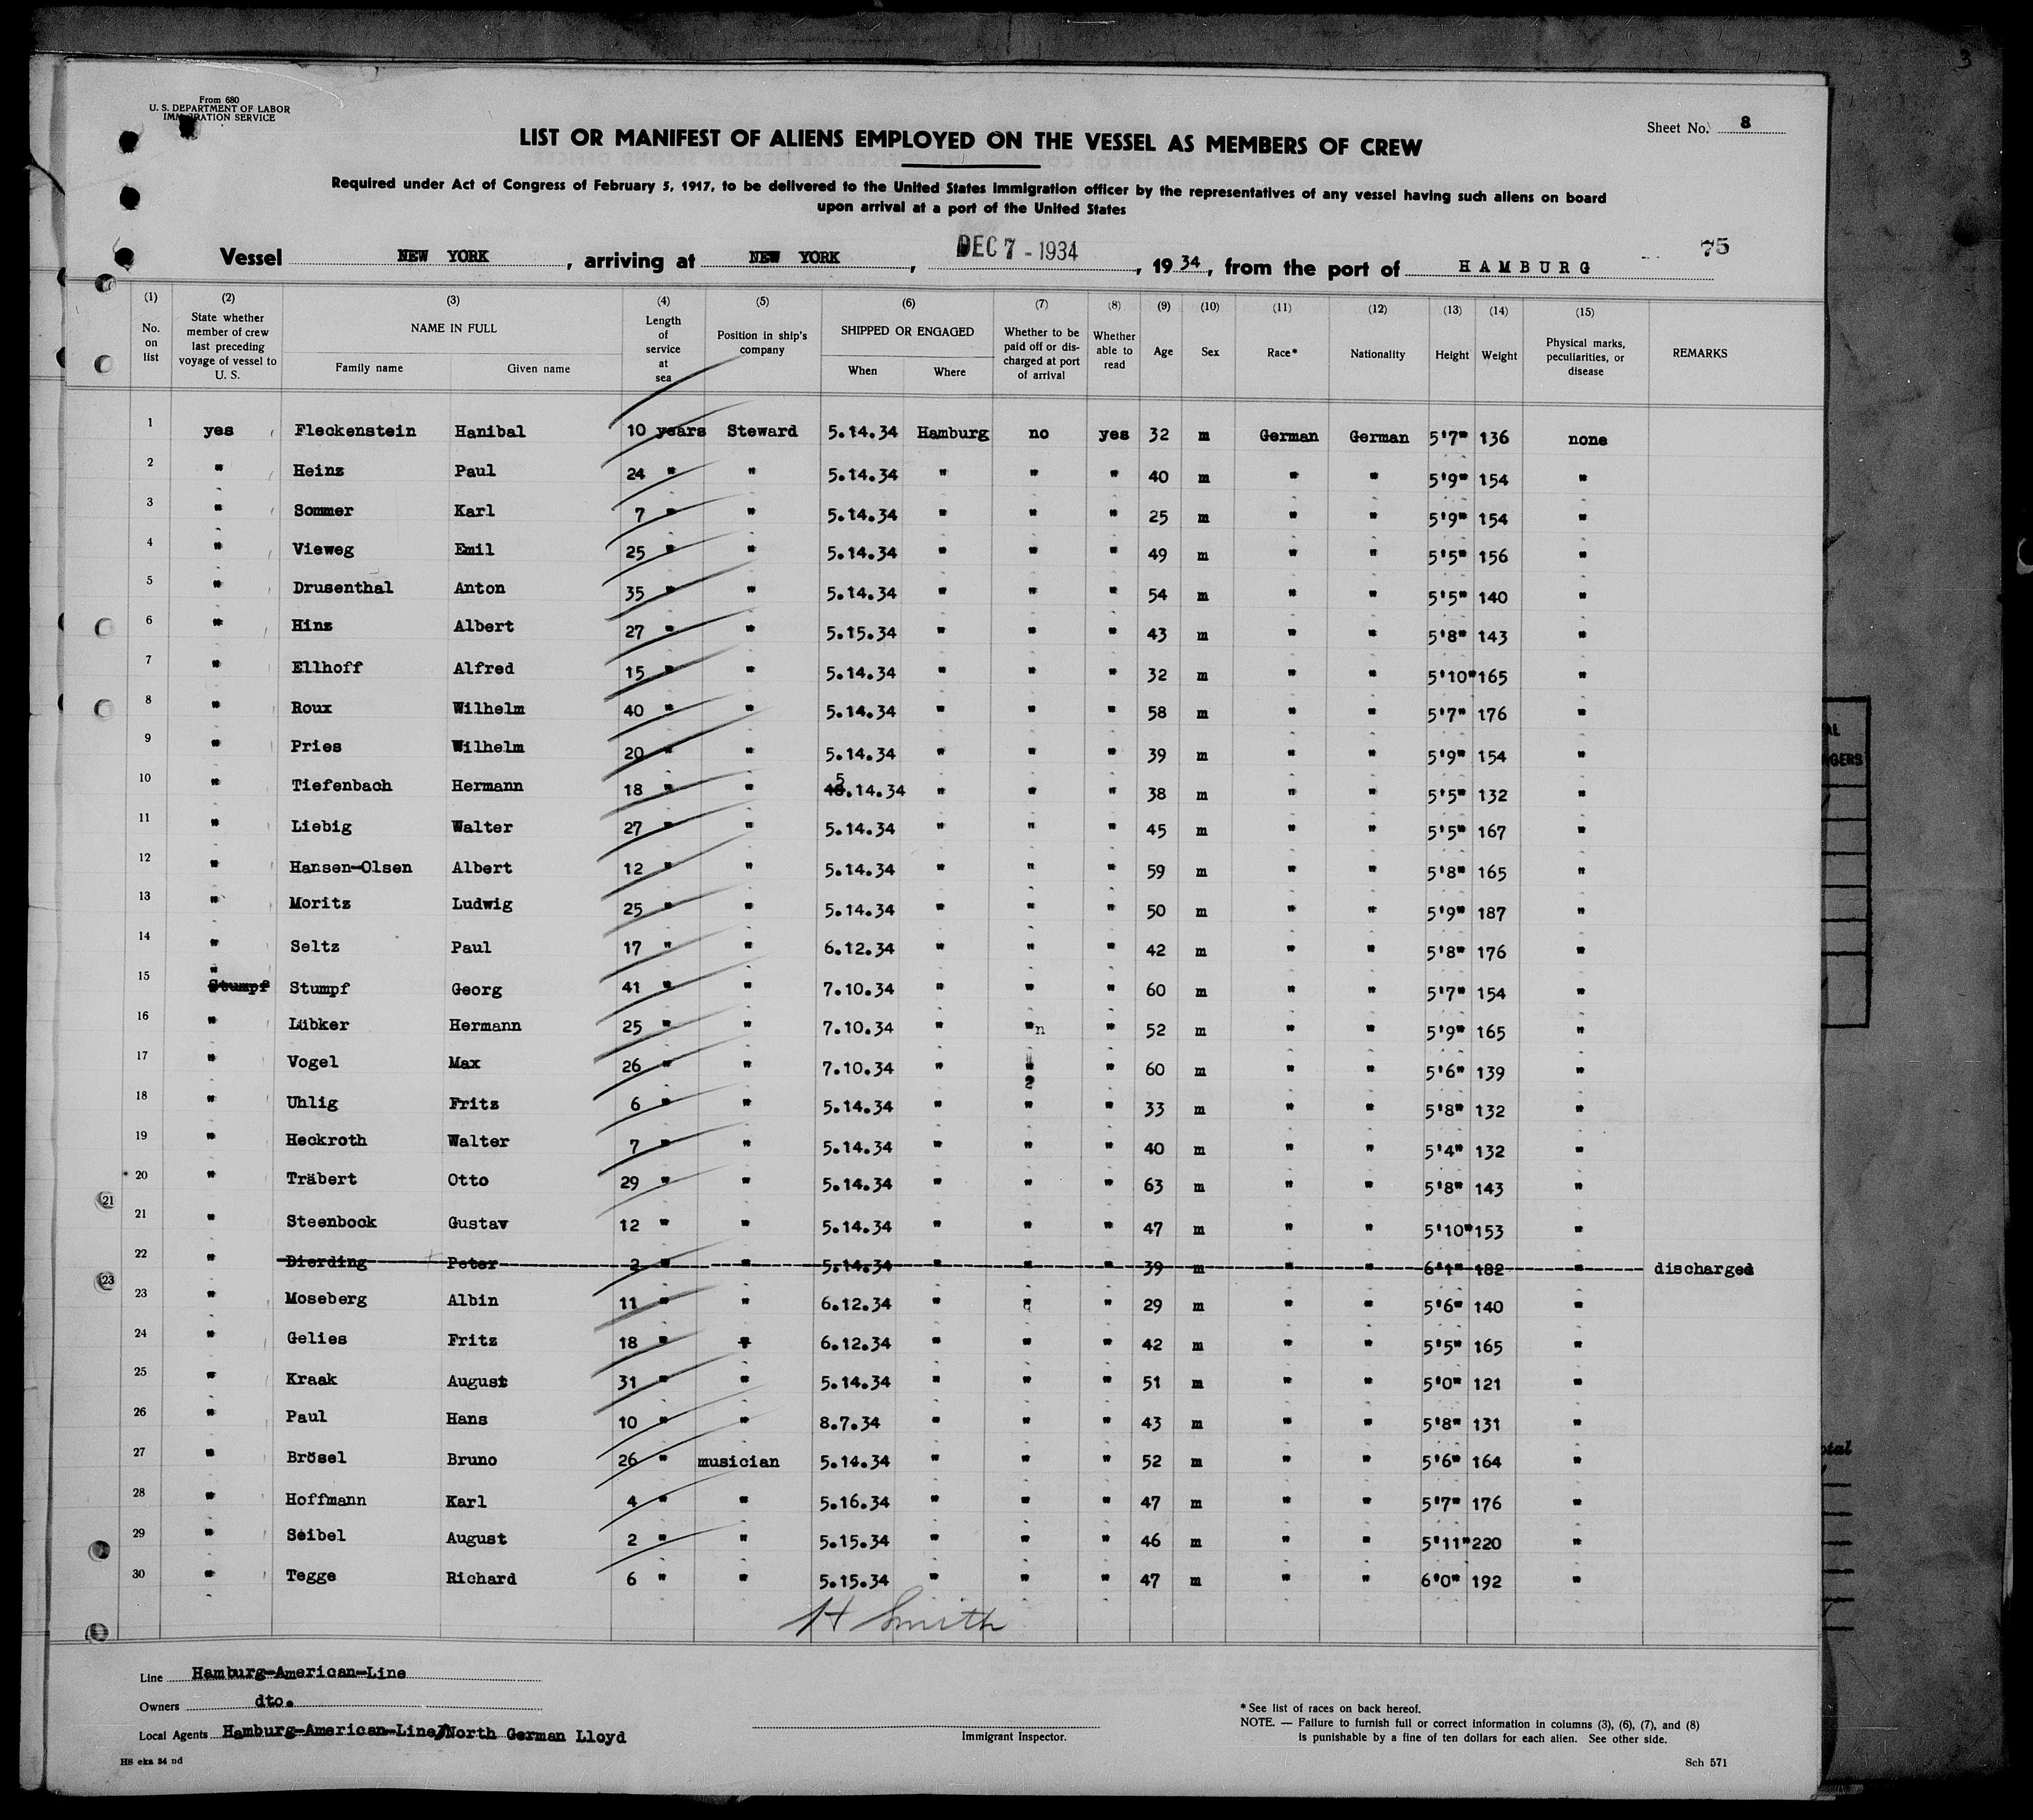 3
From 680
U. S. DEPARTMENT OF LABOR
IMMIGRATION SERVICE
Sheet No. 8
LIST OR MANIFEST OF ALIENS EMPLOYED ON THE VESSEL AS MEMBERS OF CREW
Required under Act of Congress of February 5, 1917, to be delivered to the United States immigration officer by the representatives of any vessel having such aliens on board
upon arrival at a port of the United States
75
Vessel NEW YORK, arriving at NEW YORK, DEC 7 - 1934, 1934, from the port of HAMBURG
(1) (2) (3) (4) (5) (6) (7) (8) (9) (10) (11) (12) (13) (14) (15)
No. on list | State whether member of crew last preceding voyage of vessel to U. S. | NAME IN FULL Family name Given name | Length of service at sea | Position in ship's company | SHIPPED OR ENGAGED When Where | Whether to be paid off or discharged at port of arrival | Whether able to read | Age | Sex | Race* | Nationality | Height | Weight | Physical marks, peculiarities, or disease | REMARKS
1 yes Fleckenstein Hanibal 10 years Steward 5.14.34 Hamburg no yes 32 m German German 5'7" 136 none
2 " Heinz Paul 24 " " 5.14.34 " " " 40 m " " 5'9" 154 "
3 " Sommer Karl 7 " " 5.14.34 " " " 25 m " " 5'9" 154 "
4 " Vieweg Emil 25 " " 5.14.34 " " " 49 m " " 5'5" 156 "
5 " Drusenthal Anton 35 " " 5.14.34 " " " 54 m " " 5'5" 140 "
6 " Hinz Albert 27 " " 5.15.34 " " " 43 m " " 5'8" 143 "
7 " Ellhoff Alfred 15 " " 5.14.34 " " " 32 m " " 5'10" 165 "
8 " Roux Wilhelm 40 " " 5.14.34 " " " 58 m " " 5'7" 176 "
9 " Pries Wilhelm 20 " " 5.14.34 " " " 39 m " " 5'9" 154 "
10 " Tiefenbach Hermann 18 " " 5.14.34 " " " 38 m " " 5'5" 132 "
11 " Liebig Walter 27 " " 5.14.34 " " " 45 m " " 5'5" 167 "
12 " Hansen-Olsen Albert 12 " " 5.14.34 " " " 59 m " " 5'8" 165 "
13 " Moritz Ludwig 25 " " 5.14.34 " " " 50 m " " 5'9" 187 "
14 " Seltz Paul 17 " " 6.12.34 " " " 42 m " " 5'8" 176 "
15 " Stumpf Stumpf Georg 41 " " 7.10.34 " " " 60 m " " 5'7" 154 "
16 " Lübker Hermann 25 " " 7.10.34 " "n " 52 m " " 5'9" 165 "
17 " Vogel Max 26 " " 7.10.34 " " " 60 m " " 5'6" 139 "
2
18 " Uhlig Fritz 6 " " 5.14.34 " " " 33 m " " 5'8" 132 "
19 " Heckroth Walter 7 " " 5.14.34 " " " 40 m " " 5'4" 132 "
20 " Träbert Otto 29 " " 5.14.34 " " " 63 m " " 5'8" 143 "
21
21 " Steenbock Gustav 12 " " 5.14.34 " " " 47 m " " 5'10" 153 "
22 " Dierding Peter 2 " " 5.14.34 " " " 39 m " " 6'1" 182 " discharged
23
23 " Moseberg Albin 11 " " 6.12.34 " " " 29 m " " 5'6" 140 "
24 " Gelies Fritz 18 " " 6.12.34 " " " 42 m " " 5'5" 165 "
25 " Kraak August 31 " " 5.14.34 " " " 51 m " " 5'0" 121 "
26 " Paul Hans 10 " " 8.7.34 " " " 43 m " " 5'8" 131 "
27 " Brösel Bruno 26 " musician 5.14.34 " " " 52 m " " 5'6" 164 "
28 " Hoffmann Karl 4 " " 5.16.34 " " " 47 m " " 5'7" 176 "
29 " Seibel August 2 " " 5.15.34 " " " 46 m " " 5'11" 220 "
30 " Tegge Richard 6 " " 5.15.34 " " " 47 m " " 6'0" 192 "
H Smith
Line Hamburg-American-Line
Owners dto.
Local Agents Hamburg-American-Line/North German Lloyd
Immigrant Inspector.
* See list of races on back hereof.
NOTE. — Failure to furnish full or correct information in columns (3), (6), (7), and (8)
is punishable by a fine of ten dollars for each alien. See other side.
HS eka 34 nd
Sch 571